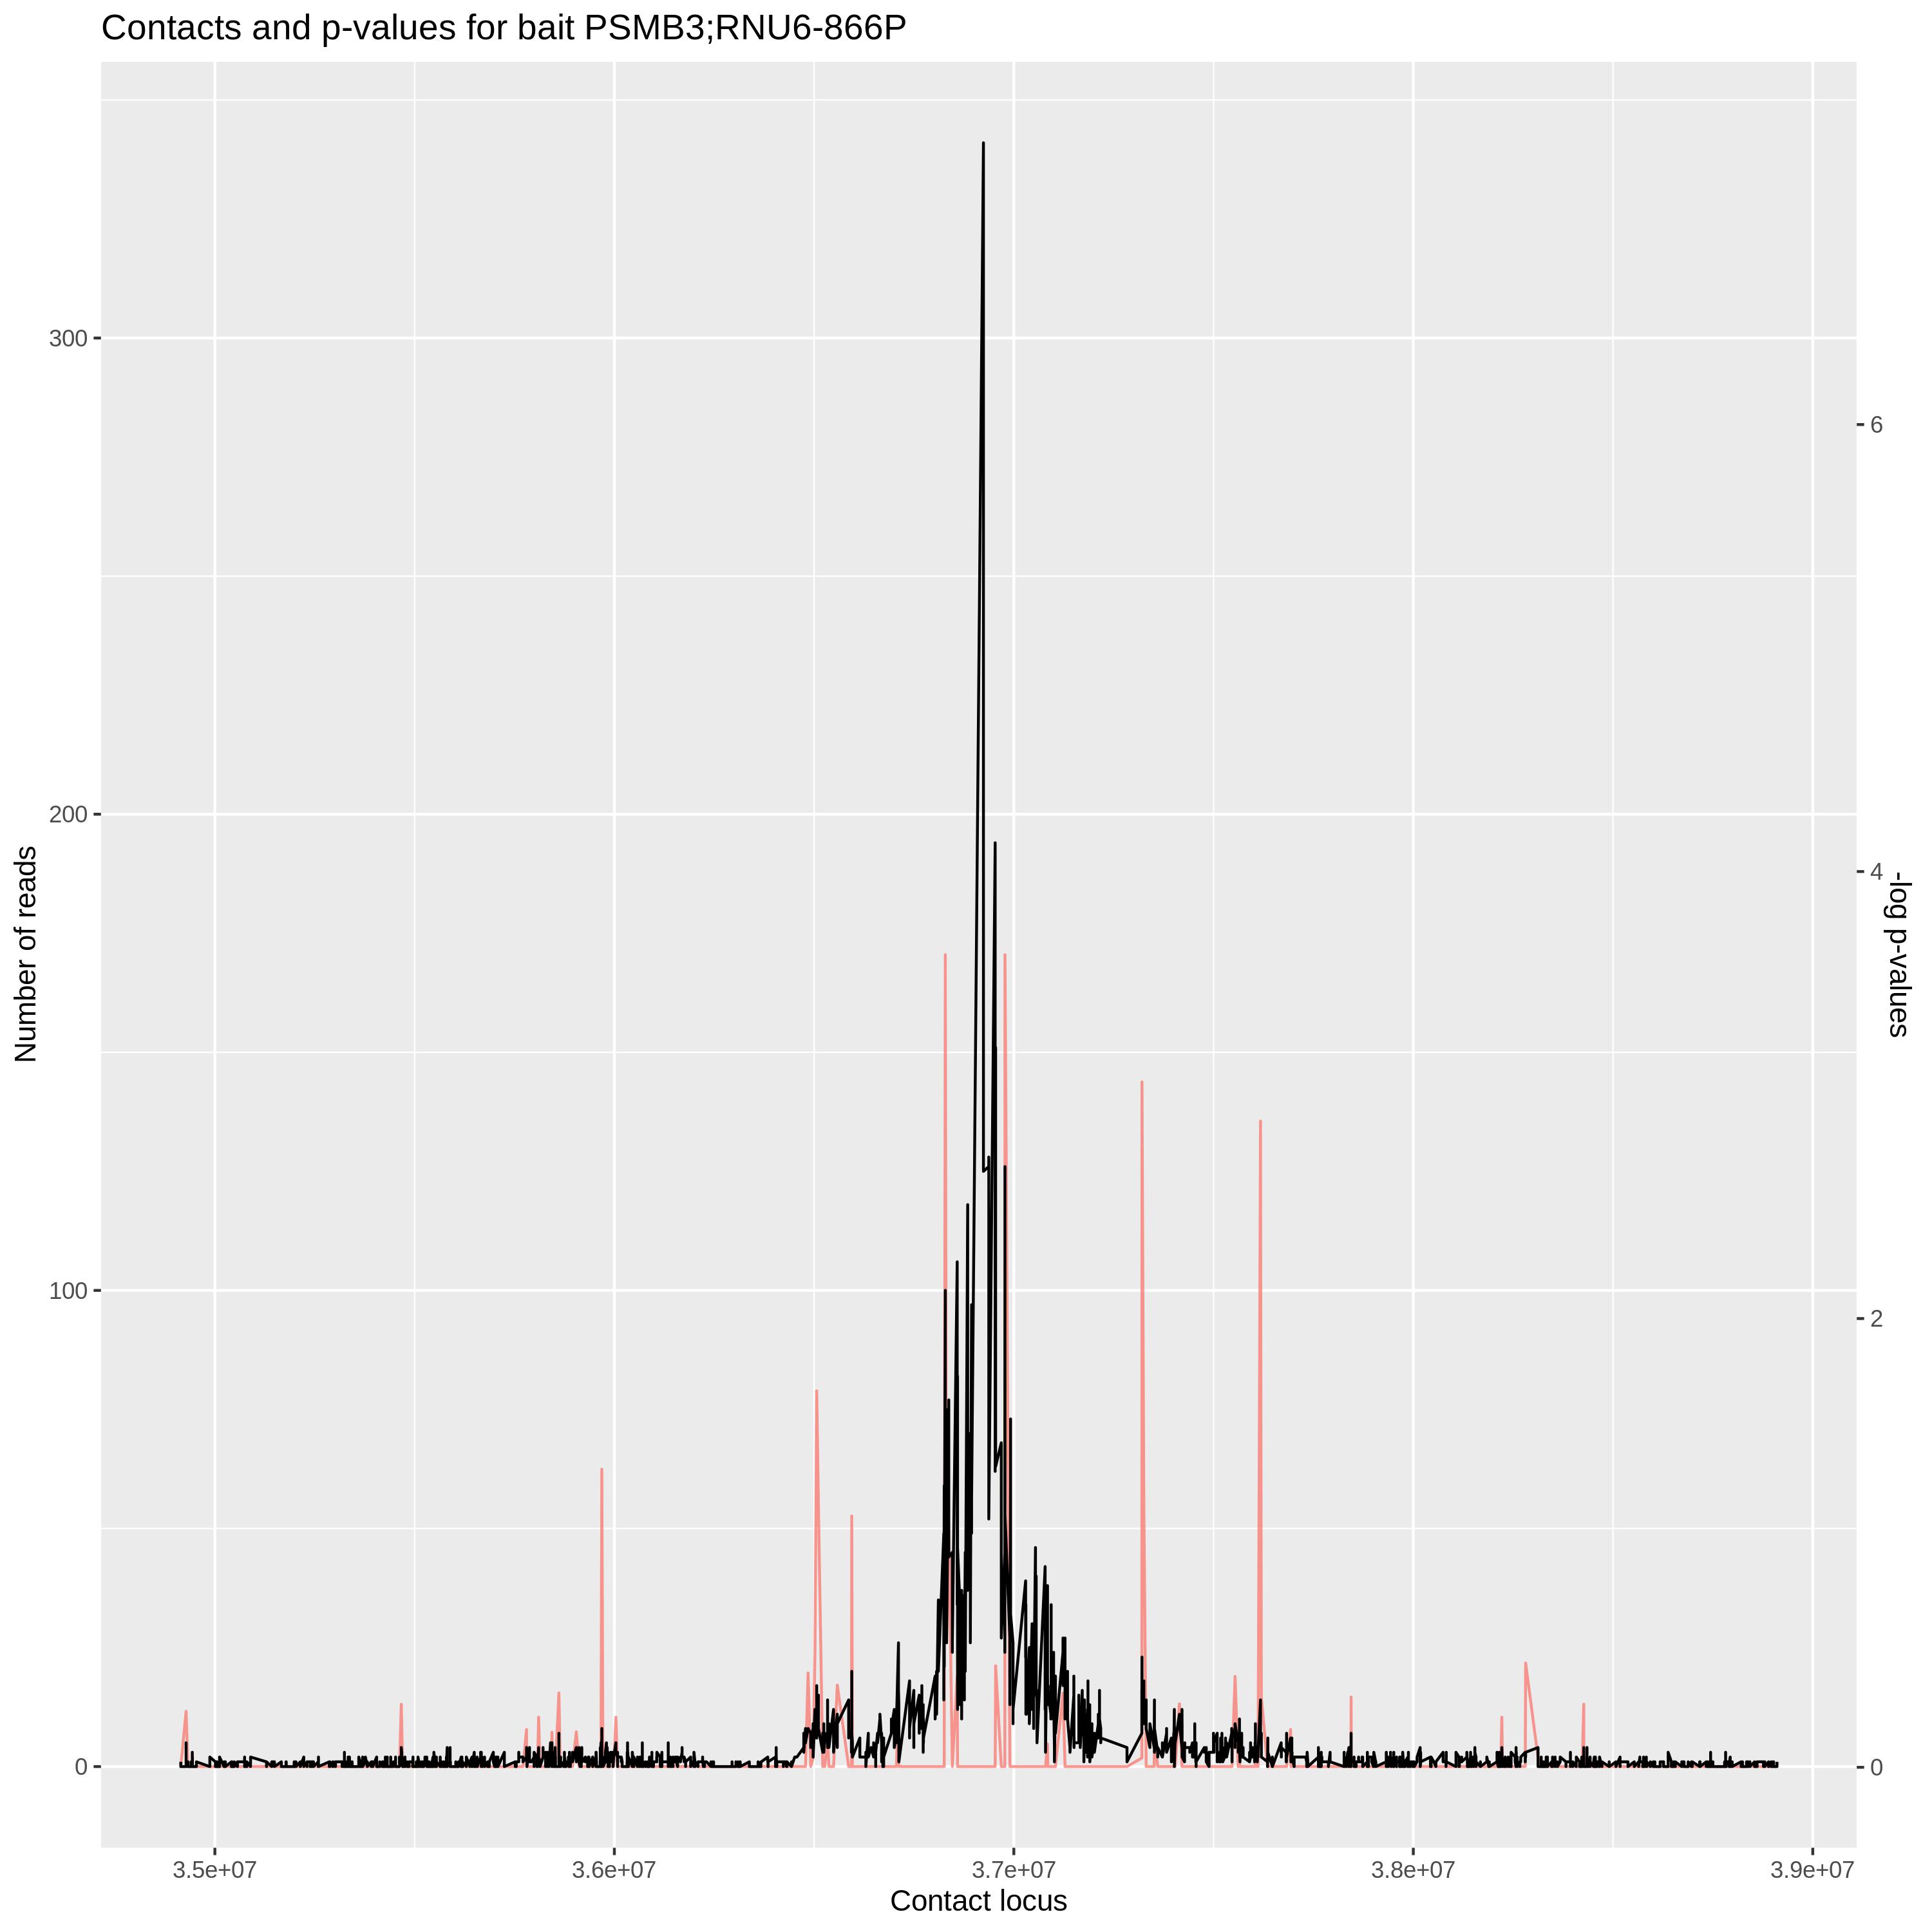 Contacts and p-values for bait PSMB3;RNU6-866P
300
200
100
0
Number of reads
6
4
2
0
-log p-values
3.5e+07
3.6e+07
3.7e+07
3.8e+07
3.9e+07
Contact locus